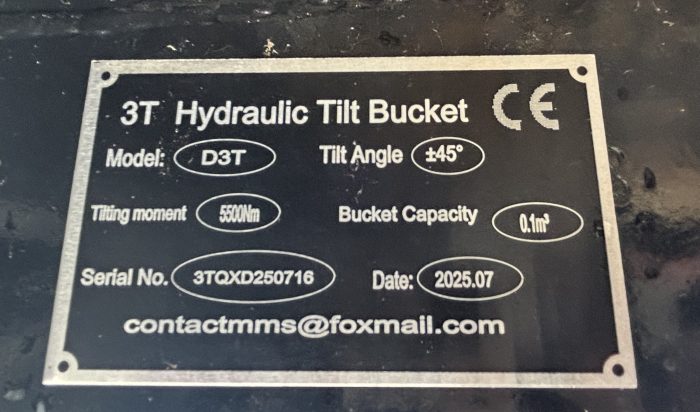 3T Hydraulic Tilt Bucket CE
Model: D3T Tilt Angle ±45°
Tilting moment 5500Nm Bucket Capacity 0.1m³
Serial No. 3TQXD250716 Date: 2025.07
contactmms@foxmail.com